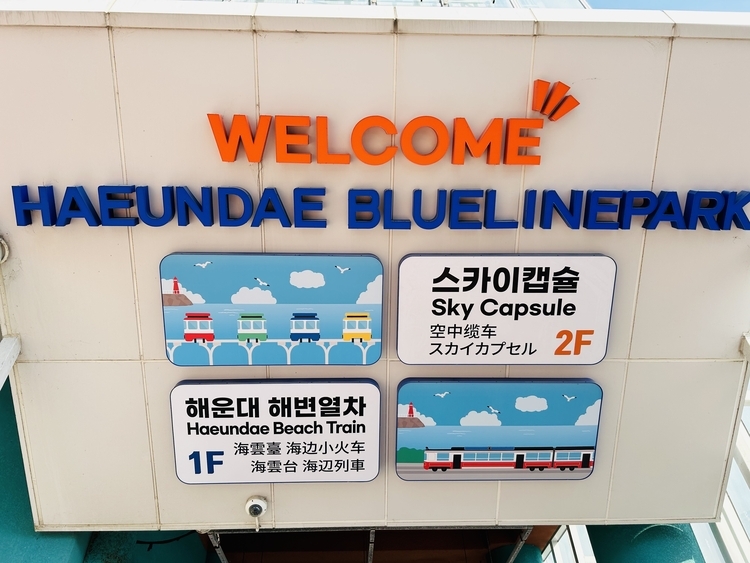 WELCOME
HAEUNDAE BLUELINEPARK
스카이캡슐
Sky Capsule
空中缆车
スカイカプセル
2F
해운대 해변열차
Haeundae Beach Train
1F
海雲臺 海边小火车
海雲台 海辺列車